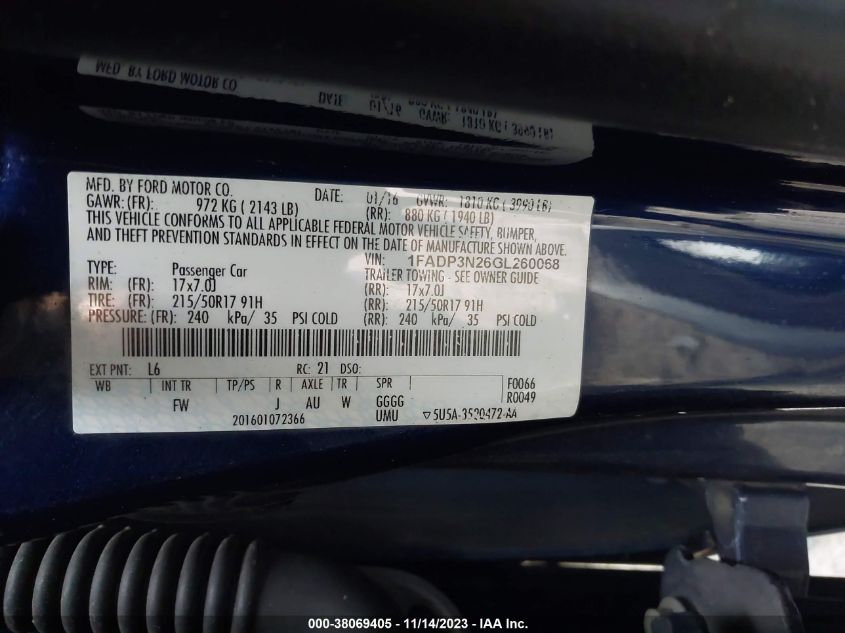 MFD. BY FORD MOTOR CO.
DATE: 01/16 GVWR: 1810 KG ( 3990 LB)
GAWR: (FR): 972 KG ( 2143 LB) (RR): 880 KG ( 1940 LB)
THIS VEHICLE CONFORMS TO ALL APPLICABLE FEDERAL MOTOR VEHICLE SAFETY, BUMPER,
AND THEFT PREVENTION STANDARDS IN EFFECT ON THE DATE OF MANUFACTURE SHOWN ABOVE.
VIN: 1FADP3N26GL260068
TYPE: Passenger Car TRAILER TOWING - SEE OWNER GUIDE
RIM: (FR): 17x7.0J (RR): 17x7.0J
TIRE: (FR): 215/50R17 91H (RR): 215/50R17 91H
PRESSURE: (FR): 240 kPa/ 35 PSI COLD (RR): 240 kPa/ 35 PSI COLD
EXT PNT: L6 RC: 21 DSO:
WB INT TR TP/PS R AXLE TR SPR F0066
FW J AU W GGGG R0049
201601072366 UMU ▽5U5A-3520472-AA
000-38069405 - 11/14/2023 - IAA Inc.